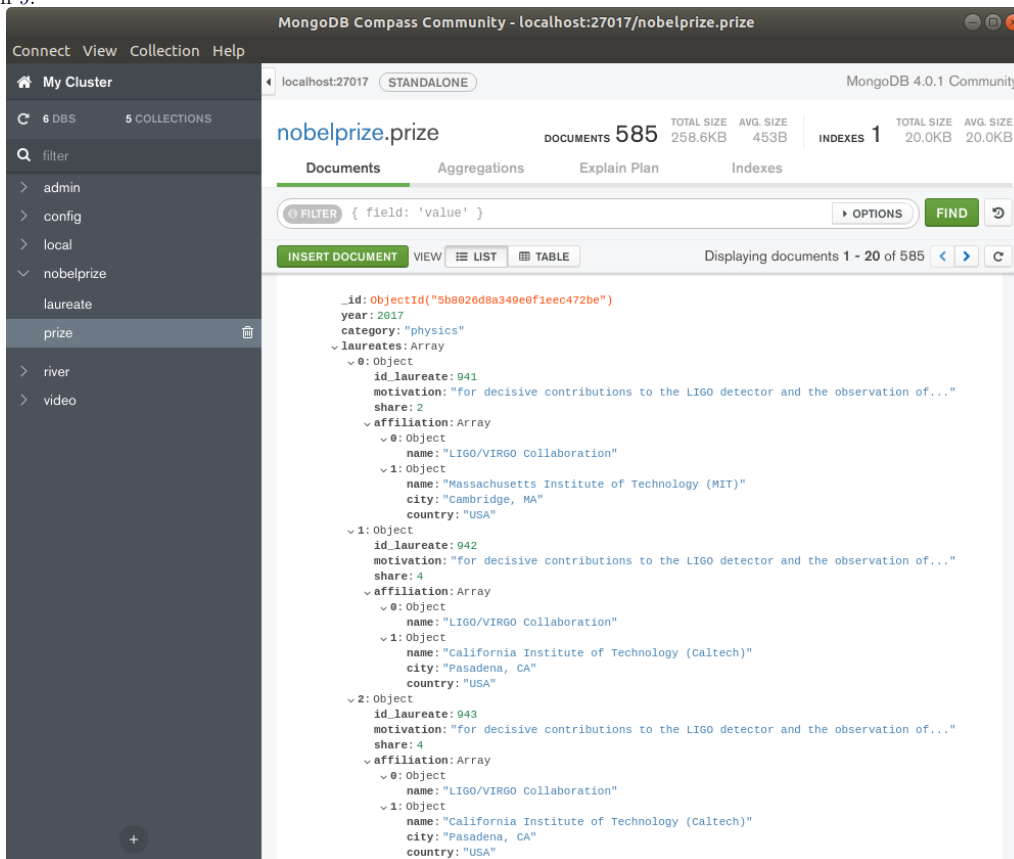 MongoDB Compass Community - localhost:27017/nobelprize.prize
Connect View Collection Help
My Cluster
6 DBS 5 COLLECTIONS
filter
admin
config
local
nobelprize
laureate
prize
river
video
localhost:27017 STANDALONE MongoDB 4.0.1 Community
nobelprize.prize
DOCUMENTS 585 TOTAL SIZE 258.6KB AVG. SIZE 453B INDEXES 1 TOTAL SIZE 20.0KB AVG. SIZE 20.0KB
Documents Aggregations Explain Plan Indexes
FILTER { field: 'value' } OPTIONS FIND
INSERT DOCUMENT VIEW LIST TABLE Displaying documents 1 - 20 of 585
_id: ObjectId("5b8026d8a349e0f1eec472be")
year: 2017
category: "physics"
laureates: Array
0: Object
id_laureate: 941
motivation: "for decisive contributions to the LIGO detector and the observation of..."
share: 2
affiliation: Array
0: Object
name: "LIGO/VIRGO Collaboration"
1: Object
name: "Massachusetts Institute of Technology (MIT)"
city: "Cambridge, MA"
country: "USA"
1: Object
id_laureate: 942
motivation: "for decisive contributions to the LIGO detector and the observation of..."
share: 4
affiliation: Array
0: Object
name: "LIGO/VIRGO Collaboration"
1: Object
name: "California Institute of Technology (Caltech)"
city: "Pasadena, CA"
country: "USA"
2: Object
id_laureate: 943
motivation: "for decisive contributions to the LIGO detector and the observation of..."
share: 4
affiliation: Array
0: Object
name: "LIGO/VIRGO Collaboration"
1: Object
name: "California Institute of Technology (Caltech)"
city: "Pasadena, CA"
country: "USA"